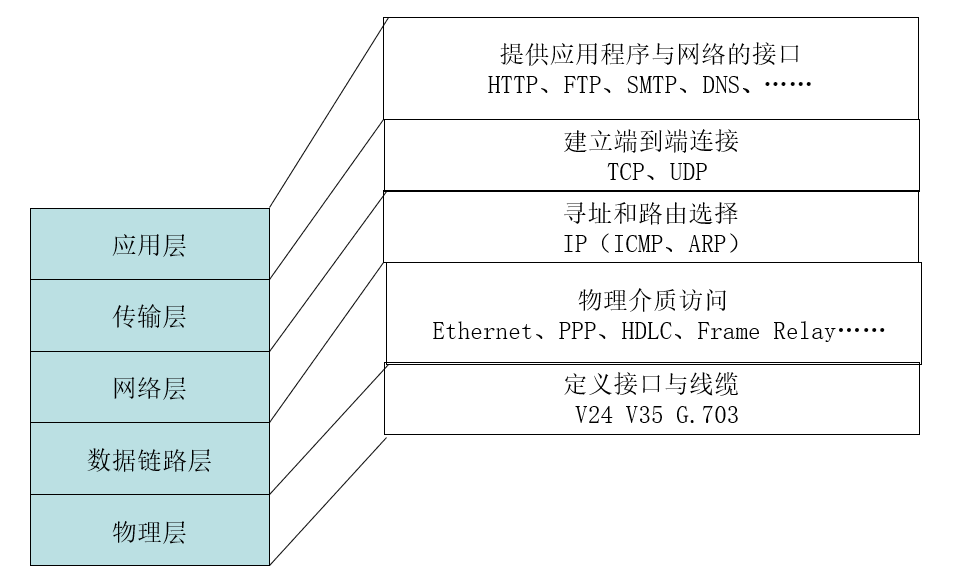 提供应用程序与网络的接口
HTTP、FTP、SMTP、DNS、……
建立端到端连接
TCP、UDP
寻址和路由选择
IP（ICMP、ARP）
物理介质访问
Ethernet、PPP、HDLC、Frame Relay……
定义接口与线缆
V24 V35 G.703
应用层
传输层
网络层
数据链路层
物理层